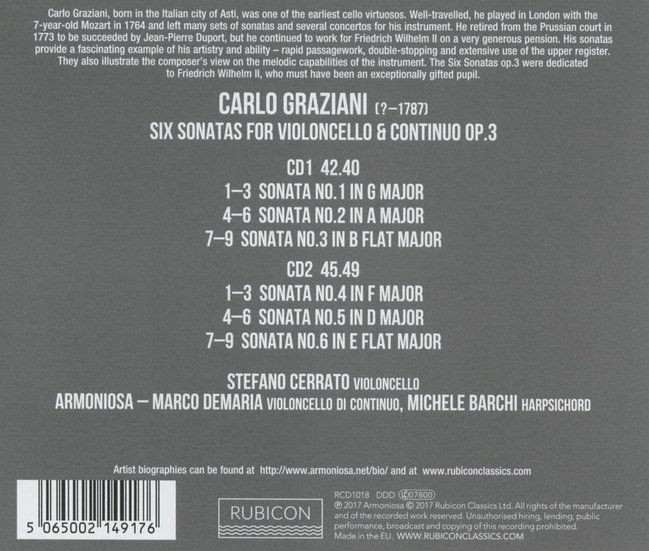 Carlo Graziani, born in the Italian city of Asti, was one of the earliest cello virtuosos. Well-travelled, he played in London with the
7-year-old Mozart in 1764 and left many sets of sonatas and several concertos for his instrument. He retired from the Prussian court in
1773 to be succeeded by Jean-Pierre Duport, but he continued to work for Friedrich Wilhelm II on a very generous pension. His sonatas
provide a fascinating example of his artistry and ability – rapid passagework, double-stopping and extensive use of the upper register.
They also illustrate the composer's view on the melodic capabilities of the instrument. The Six Sonatas op.3 were dedicated
to Friedrich Wilhelm II, who must have been an exceptionally gifted pupil.
CARLO GRAZIANI (?–1787)
SIX SONATAS FOR VIOLONCELLO & CONTINUO OP.3
CD1 42.40
1–3 SONATA NO.1 IN G MAJOR
4–6 SONATA NO.2 IN A MAJOR
7–9 SONATA NO.3 IN B FLAT MAJOR
CD2 45.49
1–3 SONATA NO.4 IN F MAJOR
4–6 SONATA NO.5 IN D MAJOR
7–9 SONATA NO.6 IN E FLAT MAJOR
STEFANO CERRATO VIOLONCELLO
ARMONIOSA – MARCO DEMARIA VIOLONCELLO DI CONTINUO, MICHELE BARCHI HARPSICHORD
Artist biographies can be found at http://www.armoniosa.net/bio/ and at www.rubiconclassics.com
5 065002 149176
RUBICON
RCD1018 DDD LC 07800
℗ 2017 Armoniosa © 2017 Rubicon Classics Ltd. All rights of the manufacturer
and of the recorded work reserved. Unauthorised hiring, lending, public
performance, broadcast and copying of this recording prohibited.
Made in the EU. WWW.RUBICONCLASSICS.COM